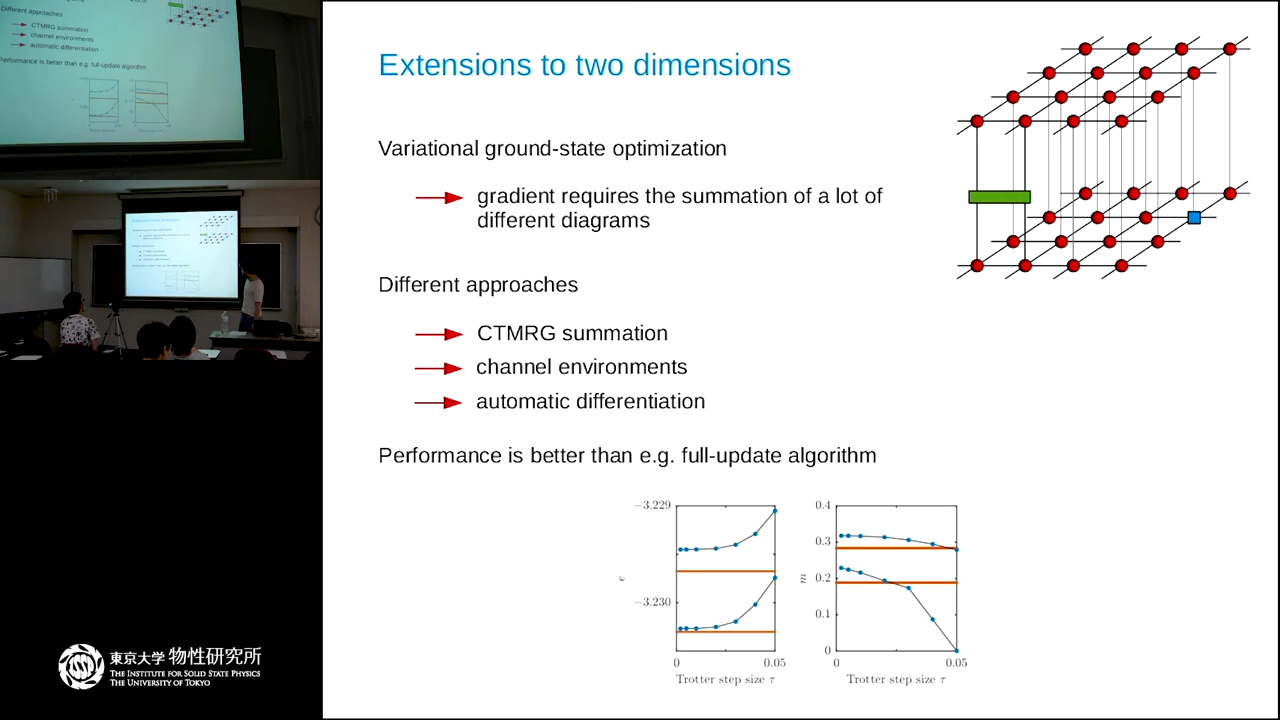 Different approaches
CTMRG summation
channel environments
automatic differentiation
Performance is better than e.g. full-update algorithm
Extensions to two dimensions
Variational ground-state optimization
gradient requires the summation of a lot of
different diagrams
Different approaches
CTMRG summation
channel environments
automatic differentiation
Performance is better than e.g. full-update algorithm
−3.229
−3.230
e
0
0.05
Trotter step size τ
0.4
0.3
0.2
0.1
0
m
0
0.05
Trotter step size τ
東京大学 物性研究所
The Institute for Solid State Physics
The University of Tokyo